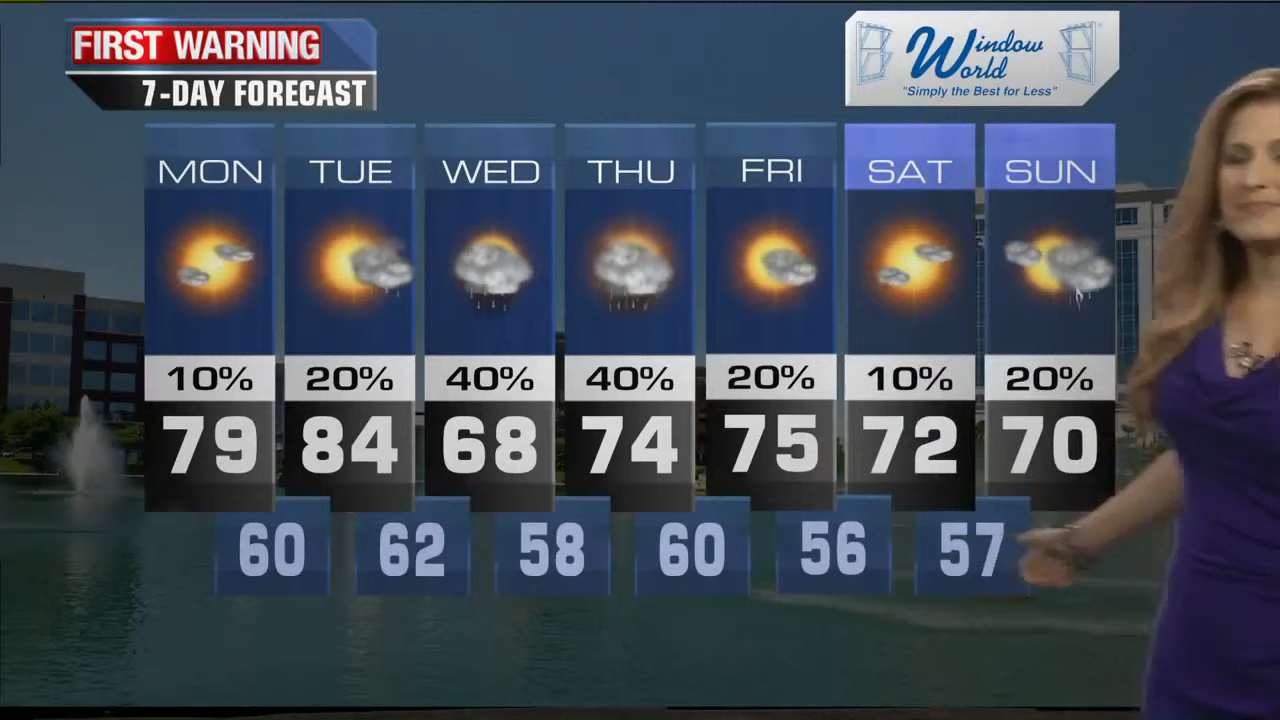 FIRST WARNING
7-DAY FORECAST
Window
World
"Simply the Best for Less"
MON TUE WED THU FRI SAT SUN
10% 20% 40% 40% 20% 10% 20%
79 84 68 74 75 72 70
60 62 58 60 56 57